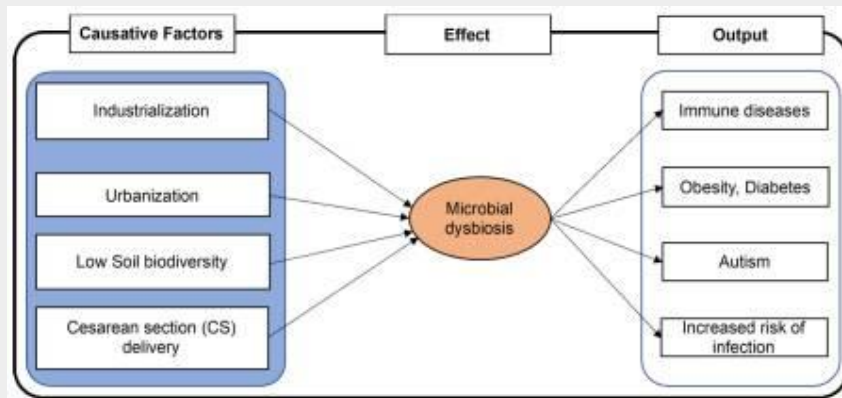 Causative Factors
Effect
Output
Industrialization
Urbanization
Low Soil biodiversity
Cesarean section (CS)
delivery
Microbial
dysbiosis
Immune diseases
Obesity, Diabetes
Autism
Increased risk of
infection